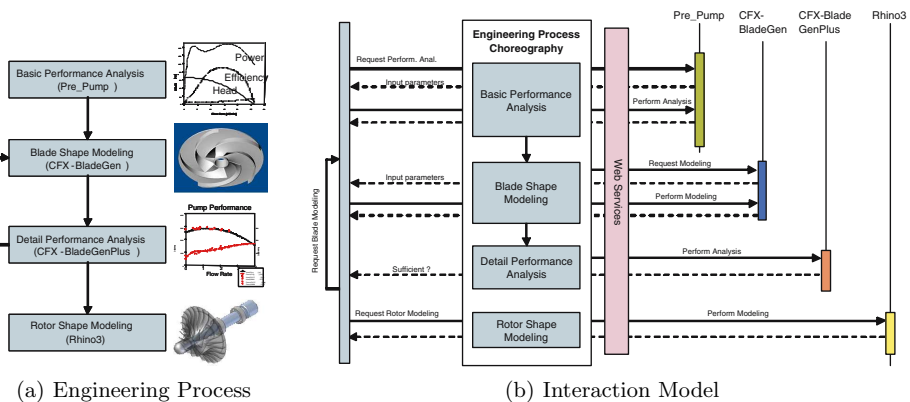 Basic Performance Analysis
(Pre_Pump )
Power
Efficiency
Head
Blade Shape Modeling
(CFX -BladeGen )
Pump Performance
Flow Rate
Detail Performance Analysis
(CFX -BladeGenPlus )
Rotor Shape Modeling
(Rhino3)
(a) Engineering Process
Engineering Process
Choreography
Pre_Pump
CFX-
BladeGen
CFX-Blade
GenPlus
Rhino3
Request Perform. Anal.
Input parameters
Basic Performance
Analysis
Perform Analysis
Web Services
Request Modeling
Input parameters
Blade Shape
Modeling
Perform Modeling
Request Blade Modeling
Detail Performance
Analysis
Perform Analysis
Sufficient ?
Request Rotor Modeling
Rotor Shape
Modeling
Perform Modeling
(b) Interaction Model